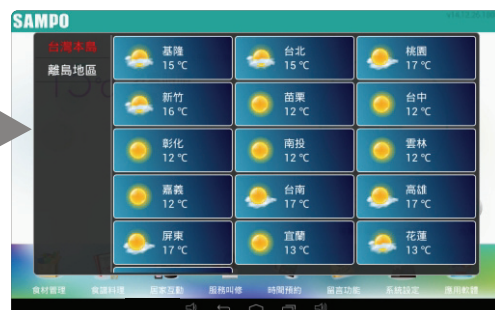 SAMPO
台灣本島
離島地區
基隆
15 ℃
台北
15 ℃
桃園
17 ℃
新竹
16 ℃
苗栗
12 ℃
台中
12 ℃
彰化
12 ℃
南投
12 ℃
雲林
12 ℃
嘉義
12 ℃
台南
17 ℃
高雄
17 ℃
屏東
17 ℃
宜蘭
13 ℃
花蓮
13 ℃
食材管理 食譜料理 居家互動 服務叫修 時間預約 留言功能 系統設定 應用軟體